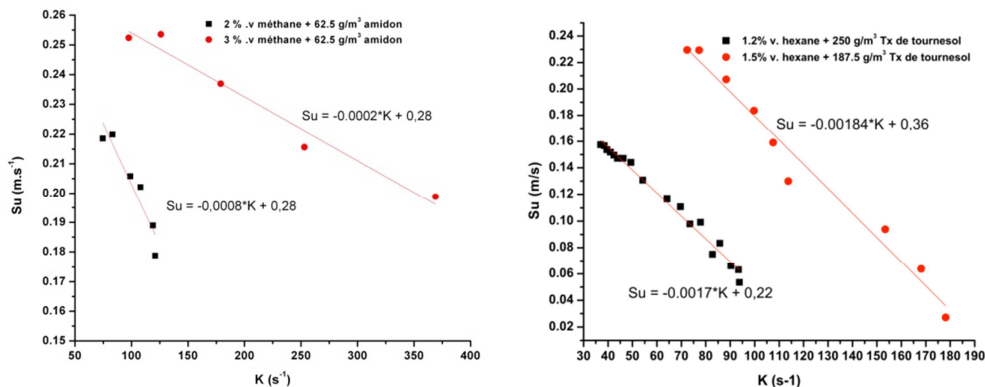 2 % .v méthane + 62.5 g/m³ amidon
3 % .v méthane + 62.5 g/m³ amidon
Su = -0.0002*K + 0,28
Su = -0,0008*K + 0,28
Su (m.s⁻¹)
0.26
0.25
0.24
0.23
0.22
0.21
0.20
0.19
0.18
0.17
0.16
0.15
50 100 150 200 250 300 350 400
K (s⁻¹)
1.2% v. hexane + 250 g/m³ Tx de tournesol
1.5% v. hexane + 187.5 g/m³ Tx de tournesol
Su = -0.00184*K + 0,36
Su = -0.0017*K + 0,22
Su (m/s)
0.24
0.22
0.20
0.18
0.16
0.14
0.12
0.10
0.08
0.06
0.04
0.02
30 40 50 60 70 80 90 100 110 120 130 140 150 160 170 180 190
K (s-1)